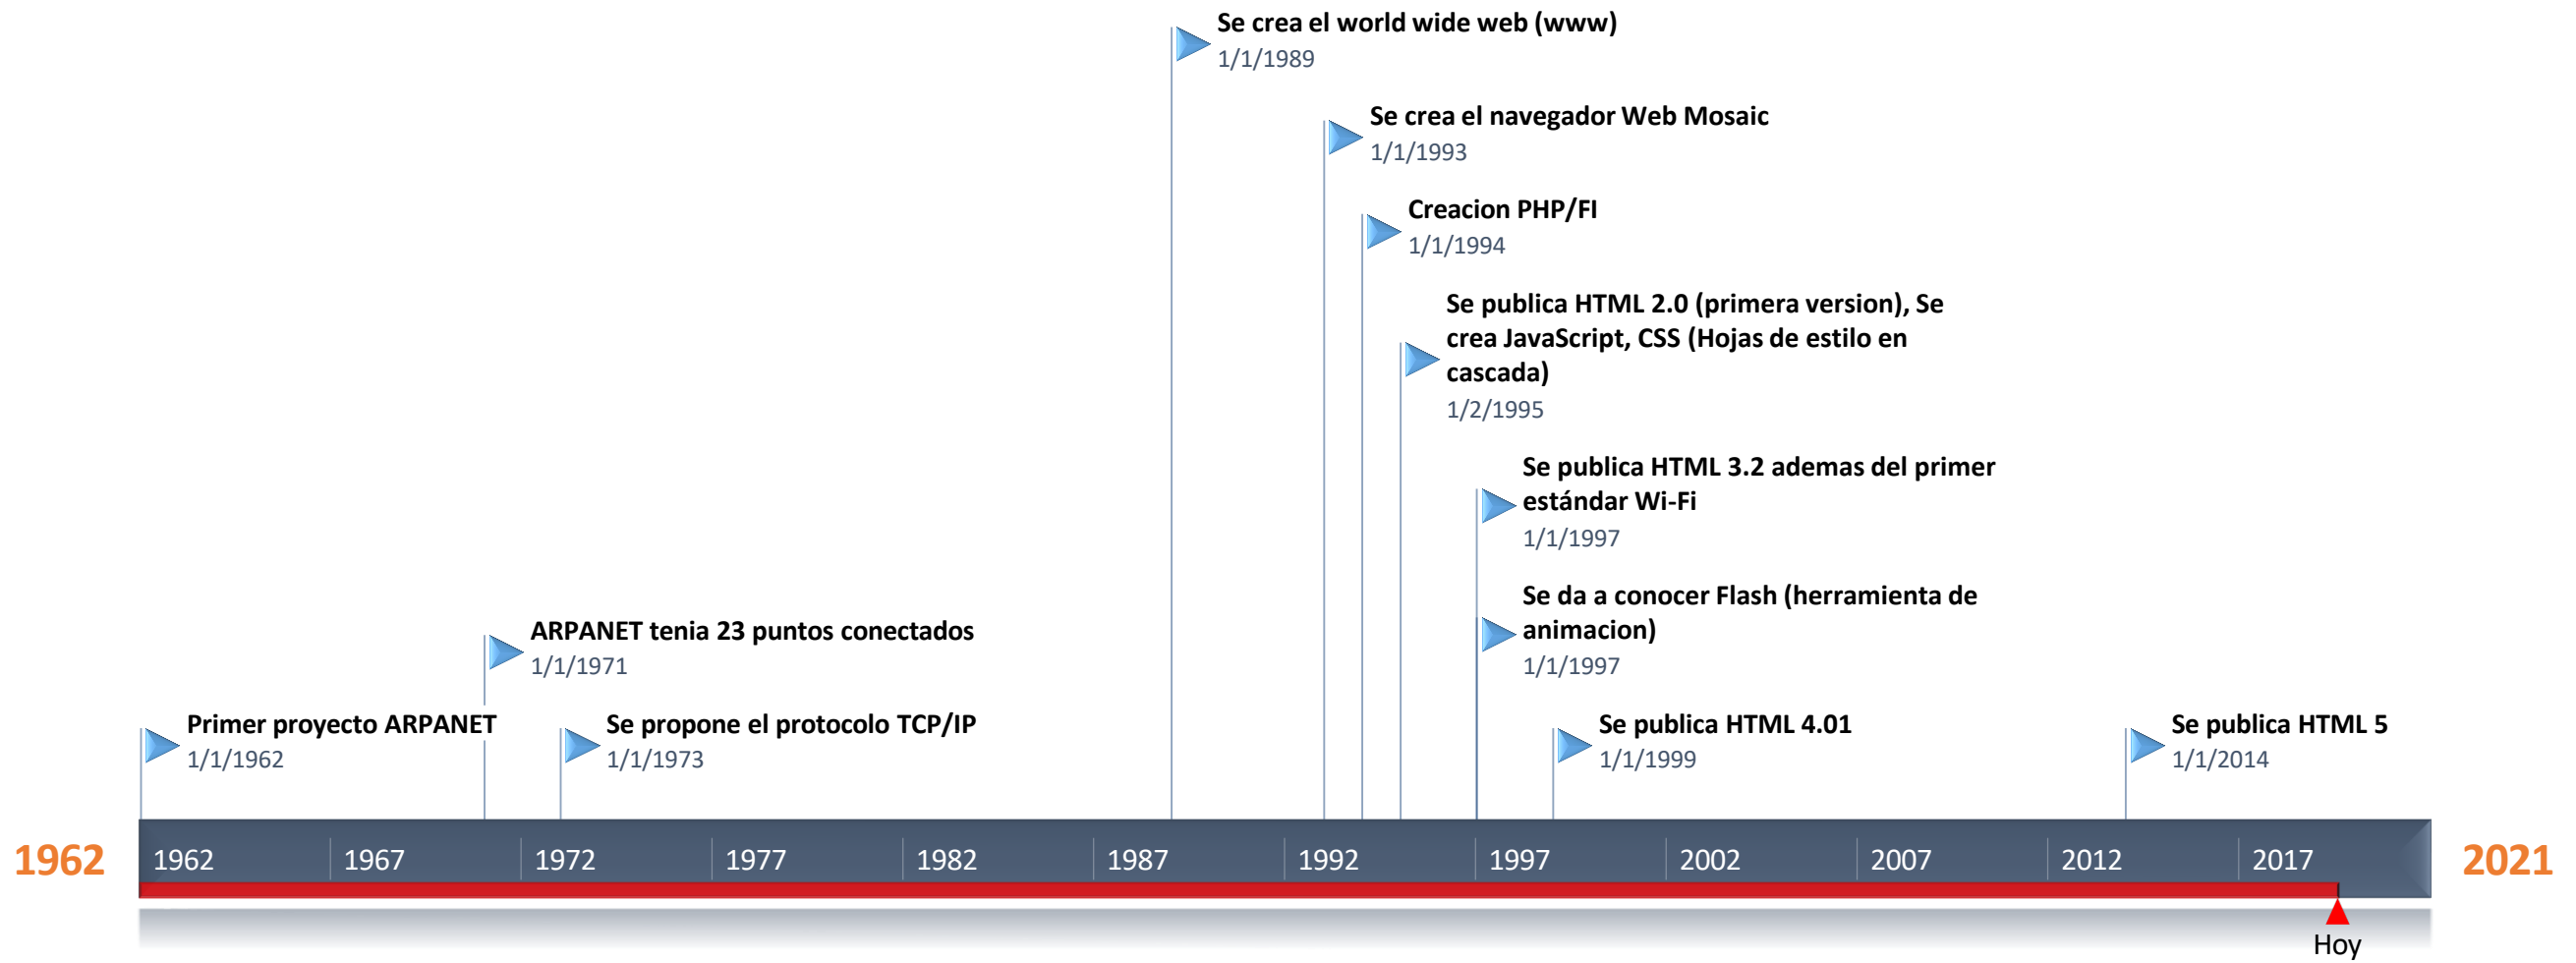 Se crea el world wide web (www)
1/1/1989
Se crea el navegador Web Mosaic
1/1/1993
Creacion PHP/FI
1/1/1994
Se publica HTML 2.0 (primera version), Se
crea JavaScript, CSS (Hojas de estilo en
cascada)
1/2/1995
Se publica HTML 3.2 ademas del primer
estándar Wi-Fi
1/1/1997
Se da a conocer Flash (herramienta de
animacion)
1/1/1997
ARPANET tenia 23 puntos conectados
1/1/1971
Primer proyecto ARPANET
1/1/1962
Se propone el protocolo TCP/IP
1/1/1973
Se publica HTML 4.01
1/1/1999
Se publica HTML 5
1/1/2014
1962 1962 1967 1972 1977 1982 1987 1992 1997 2002 2007 2012 2017 2021
Hoy